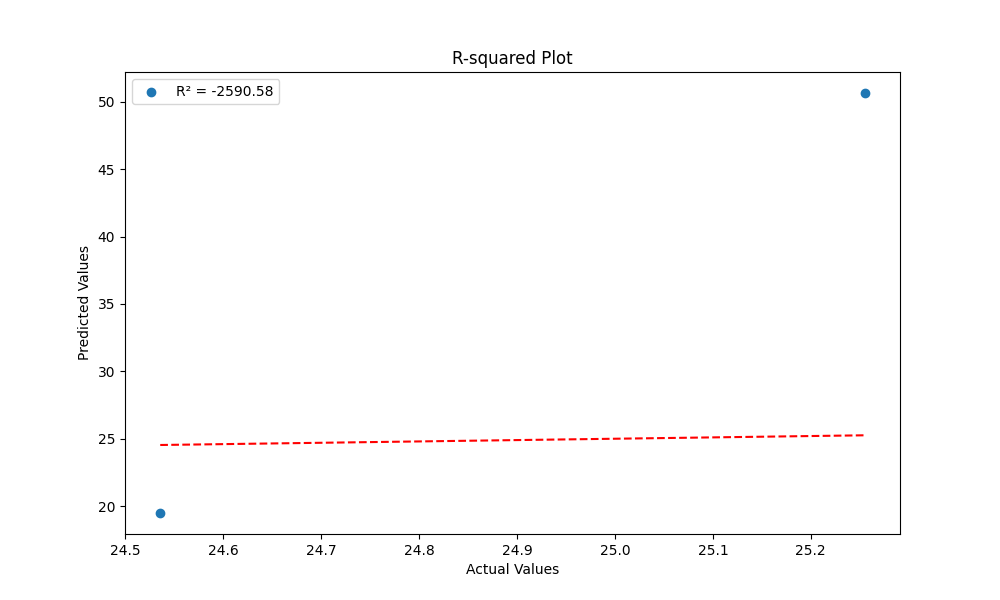 R-squared Plot
R² = -2590.58
50
45
40
35
30
25
20
Predicted Values
24.5 24.6 24.7 24.8 24.9 25.0 25.1 25.2
Actual Values